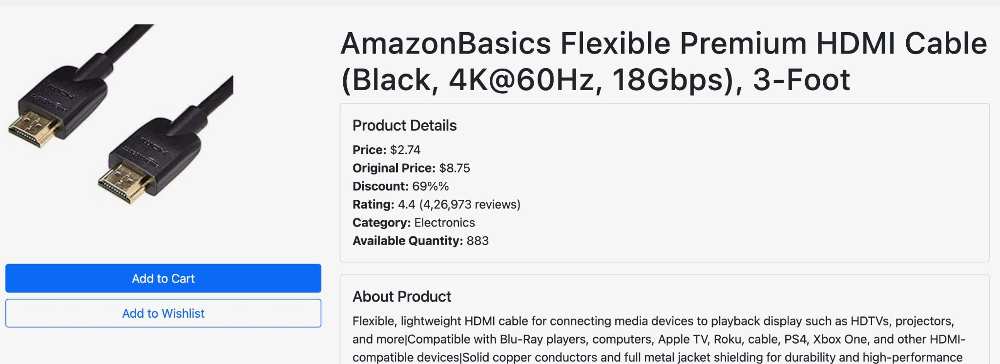 AmazonBasics Flexible Premium HDMI Cable
(Black, 4K@60Hz, 18Gbps), 3-Foot
Product Details
Price: $2.74
Original Price: $8.75
Discount: 69%%
Rating: 4.4 (4,26,973 reviews)
Category: Electronics
Available Quantity: 883
Add to Cart
Add to Wishlist
About Product
Flexible, lightweight HDMI cable for connecting media devices to playback display such as HDTVs, projectors,
and more|Compatible with Blu-Ray players, computers, Apple TV, Roku, cable, PS4, Xbox One, and other HDMI-
compatible devices|Solid copper conductors and full metal jacket shielding for durability and high-performance